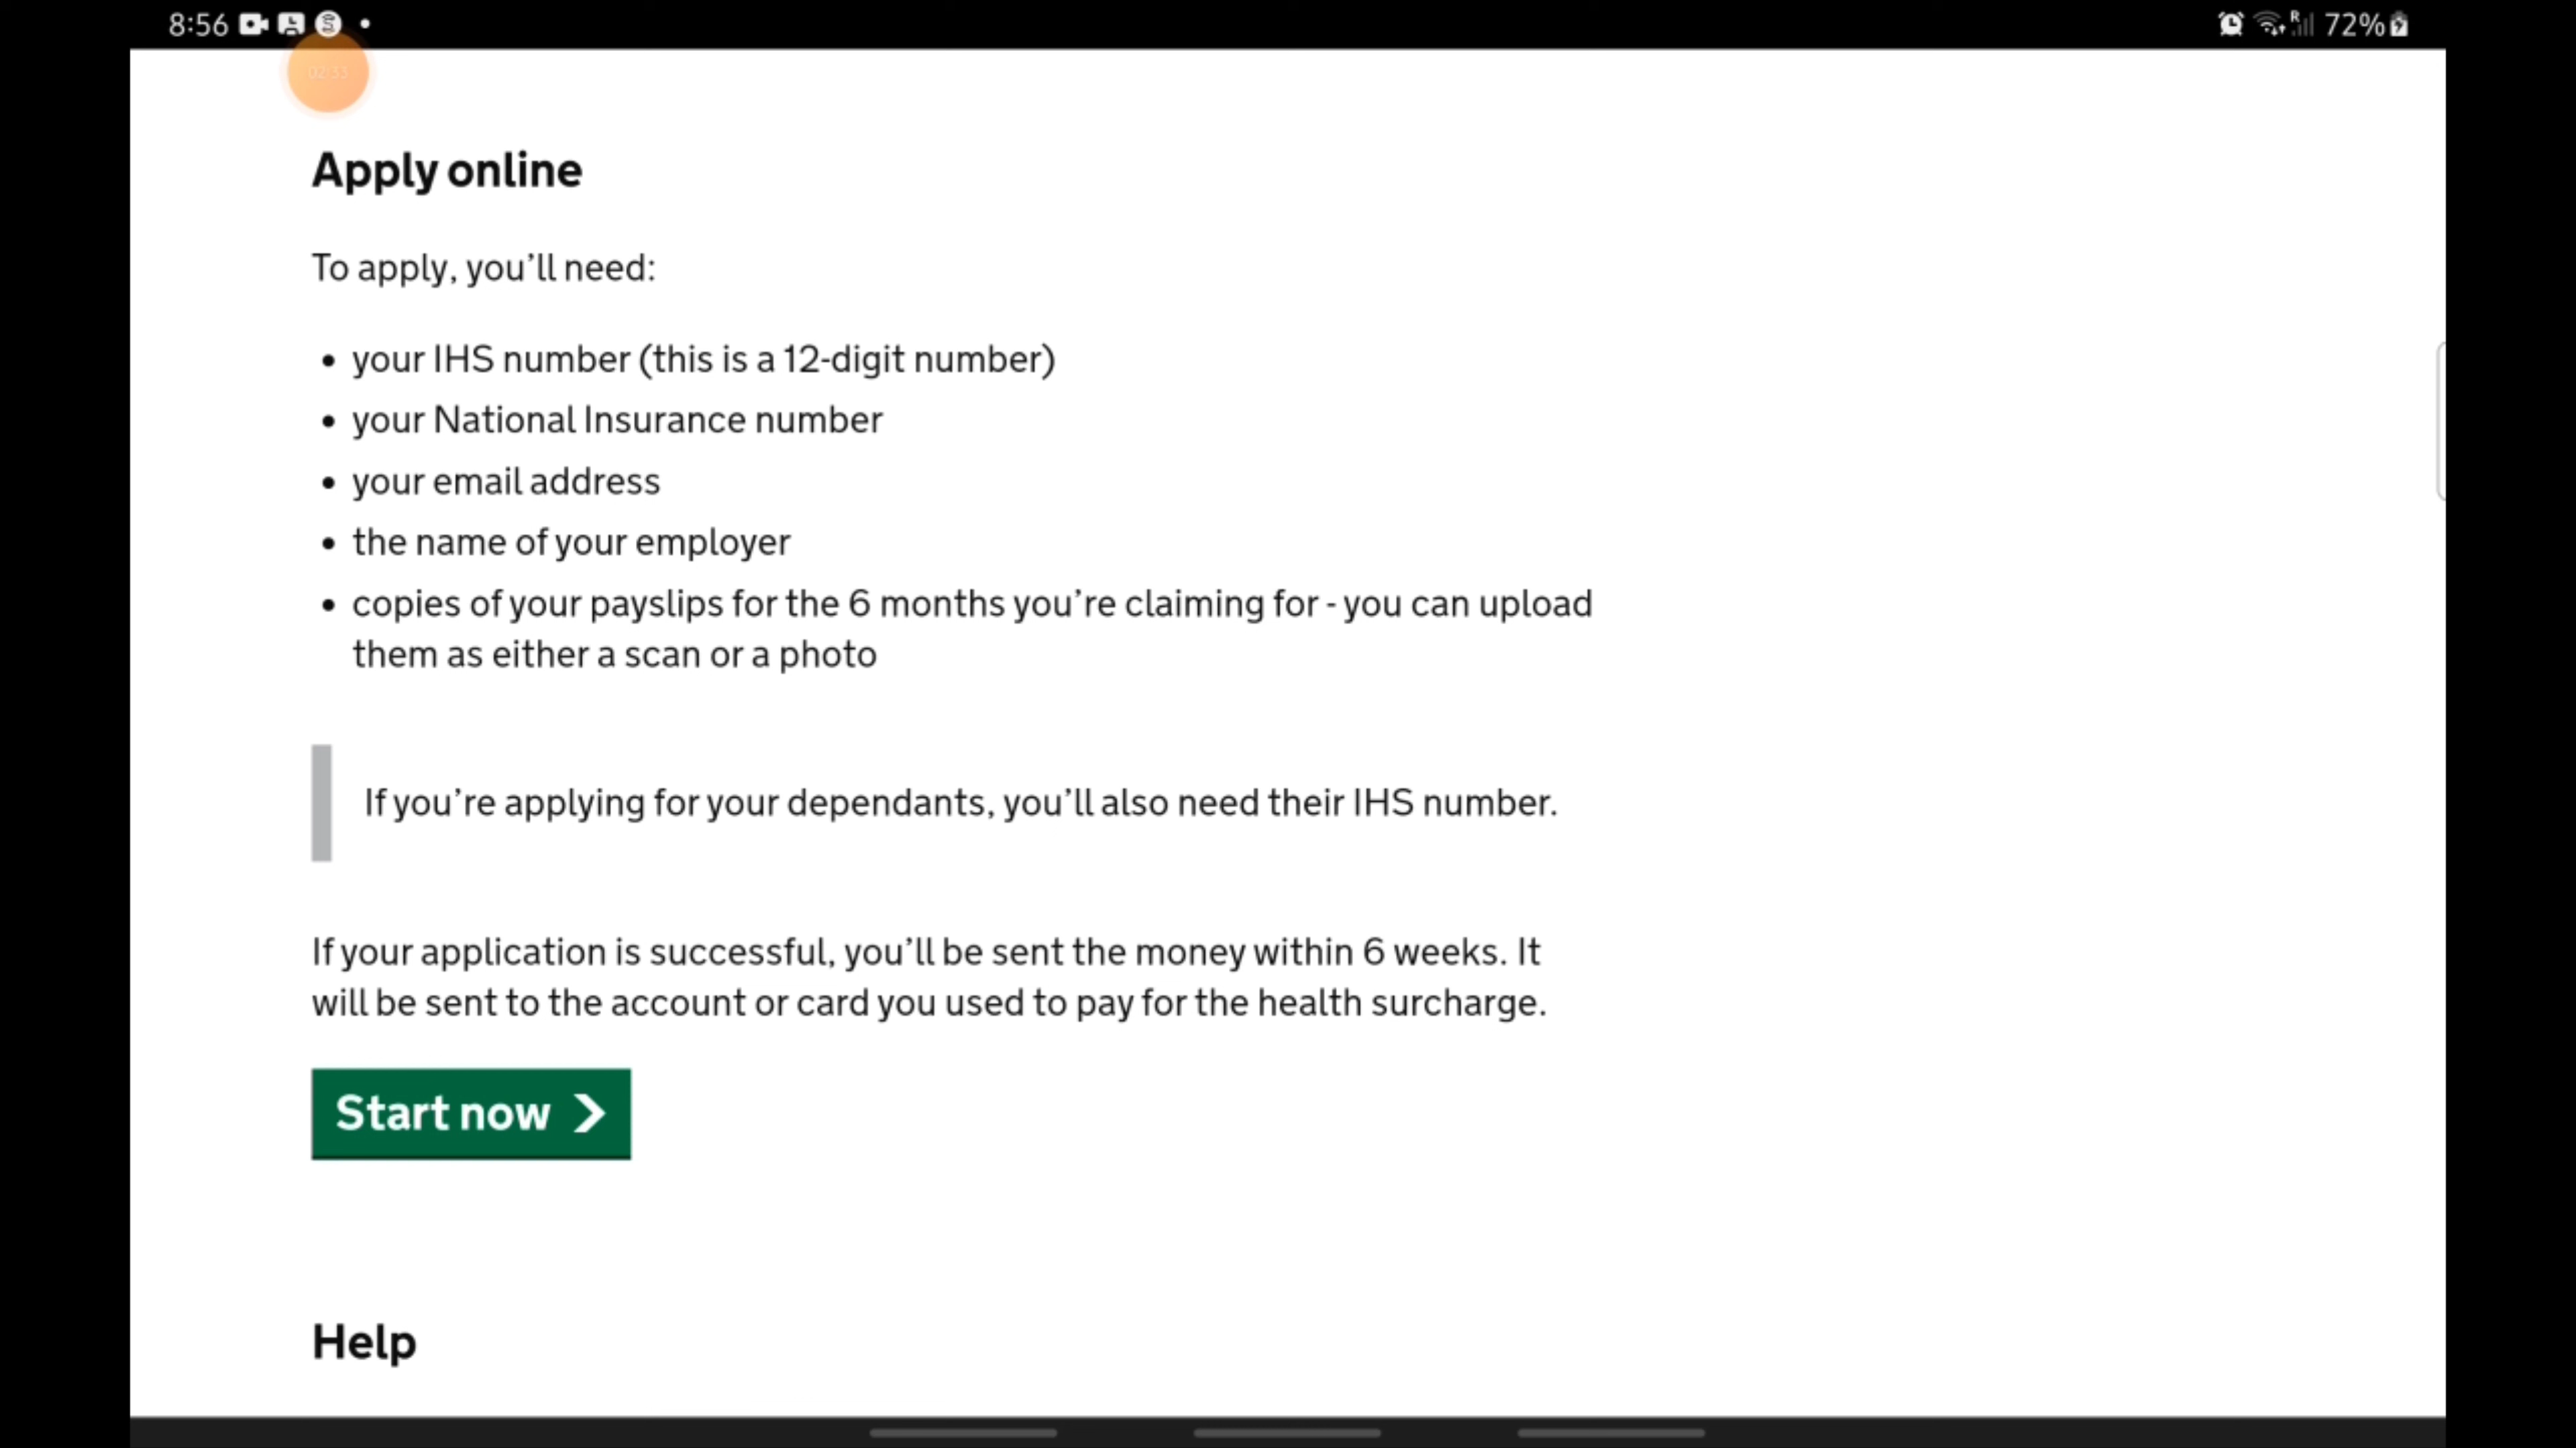 8:56
72%
02:33
Apply online
To apply, you'll need:
• your IHS number (this is a 12-digit number)
• your National Insurance number
• your email address
• the name of your employer
• copies of your payslips for the 6 months you're claiming for - you can upload
them as either a scan or a photo
If you're applying for your dependants, you'll also need their IHS number.
If your application is successful, you'll be sent the money within 6 weeks. It
will be sent to the account or card you used to pay for the health surcharge.
Start now
Help